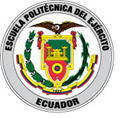 ESCUELA POLITÉCNICA DEL EJÉRCITO
ECUADOR